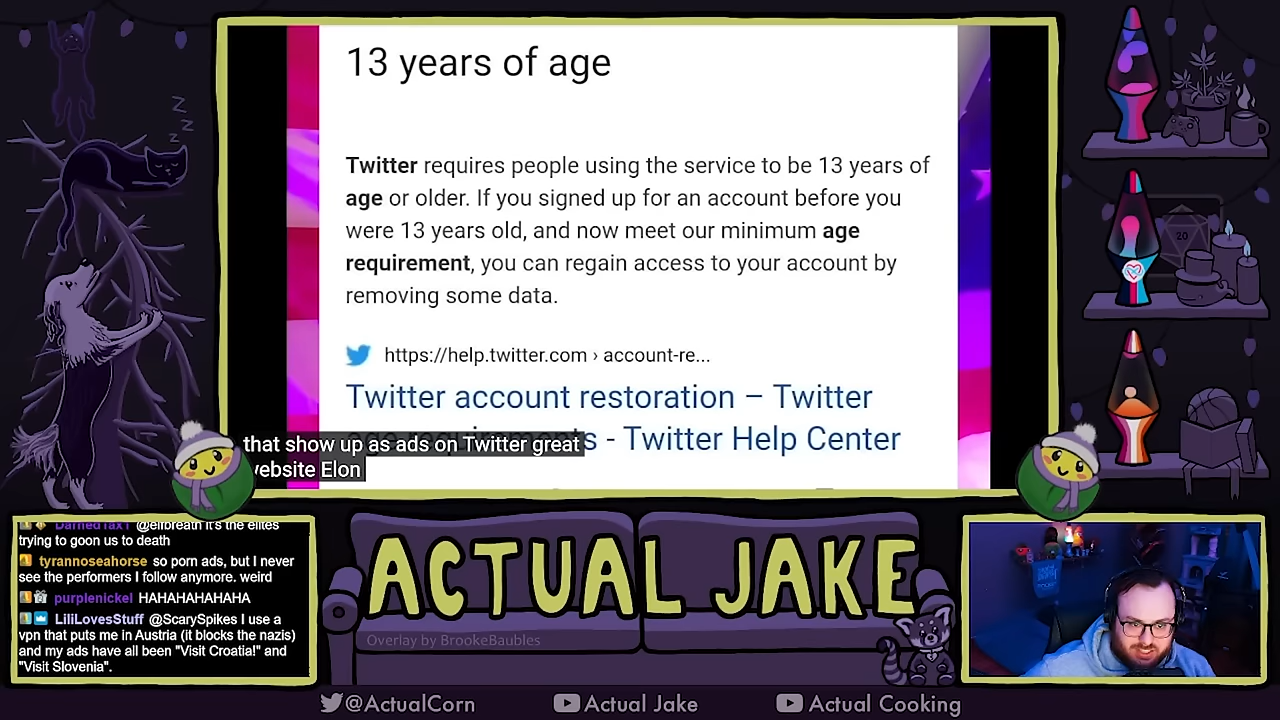 13 years of age
Twitter requires people using the service to be 13 years of
age or older. If you signed up for an account before you
were 13 years old, and now meet our minimum age
requirement, you can regain access to your account by
removing some data.
https://help.twitter.com › account-re...
Twitter account restoration – Twitter
s - Twitter Help Center
that show up as ads on Twitter great
website Elon
DarnedTax1 @elfbreath it's the elites
trying to goon us to death
tyrannoseahorse so porn ads, but I never
see the performers I follow anymore. weird
purplenickel HAHAHAHAHAHA
LiliLovesStuff @ScarySpikes I use a
vpn that puts me in Austria (it blocks the nazis)
and my ads have all been "Visit Croatia!" and
"Visit Slovenia".
ACTUAL JAKE
Overlay by BrookeBaubles
@ActualCorn
Actual Jake
Actual Cooking
20